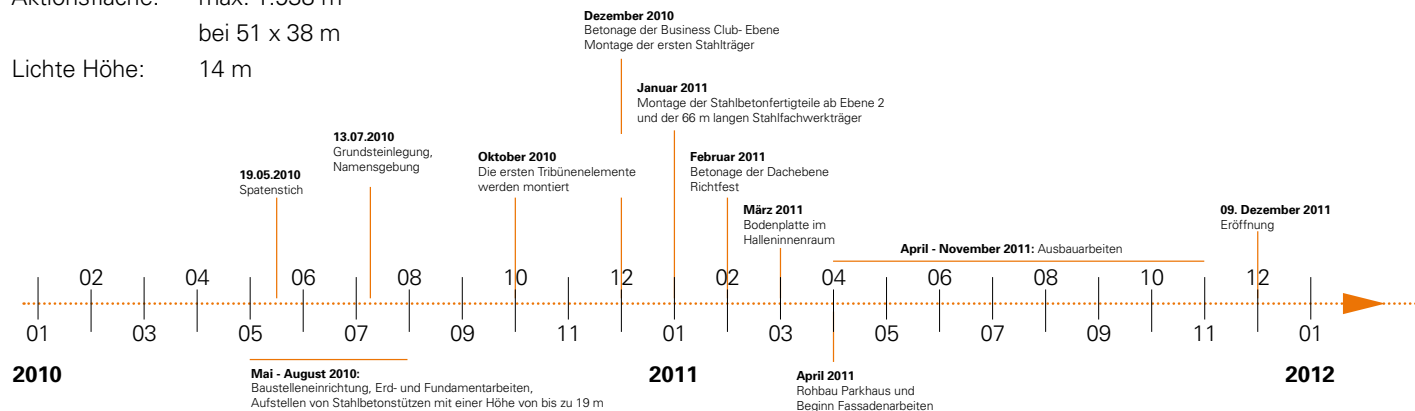 Aktionsfläche: max. 1.938 m
bei 51 x 38 m
Lichte Höhe: 14 m
Dezember 2010
Betonage der Business Club- Ebene
Montage der ersten Stahlträger
Januar 2011
Montage der Stahlbetonfertigteile ab Ebene 2
und der 66 m langen Stahlfachwerkträger
13.07.2010
Grundsteinlegung,
Namensgebung
19.05.2010
Spatenstich
Oktober 2010
Die ersten Tribünenelemente
werden montiert
Februar 2011
Betonage der Dachebene
Richtfest
März 2011
Bodenplatte im
Halleninnenraum
April - November 2011: Ausbauarbeiten
09. Dezember 2011
Eröffnung
02 04 06 08 10 12 02 04 06 08 10 12
01 03 05 07 09 11 01 03 05 07 09 11 01
2010 2011 2012
Mai - August 2010:
Baustelleneinrichtung, Erd- und Fundamentarbeiten,
Aufstellen von Stahlbetonstützen mit einer Höhe von bis zu 19 m
April 2011
Rohbau Parkhaus und
Beginn Fassadenarbeiten